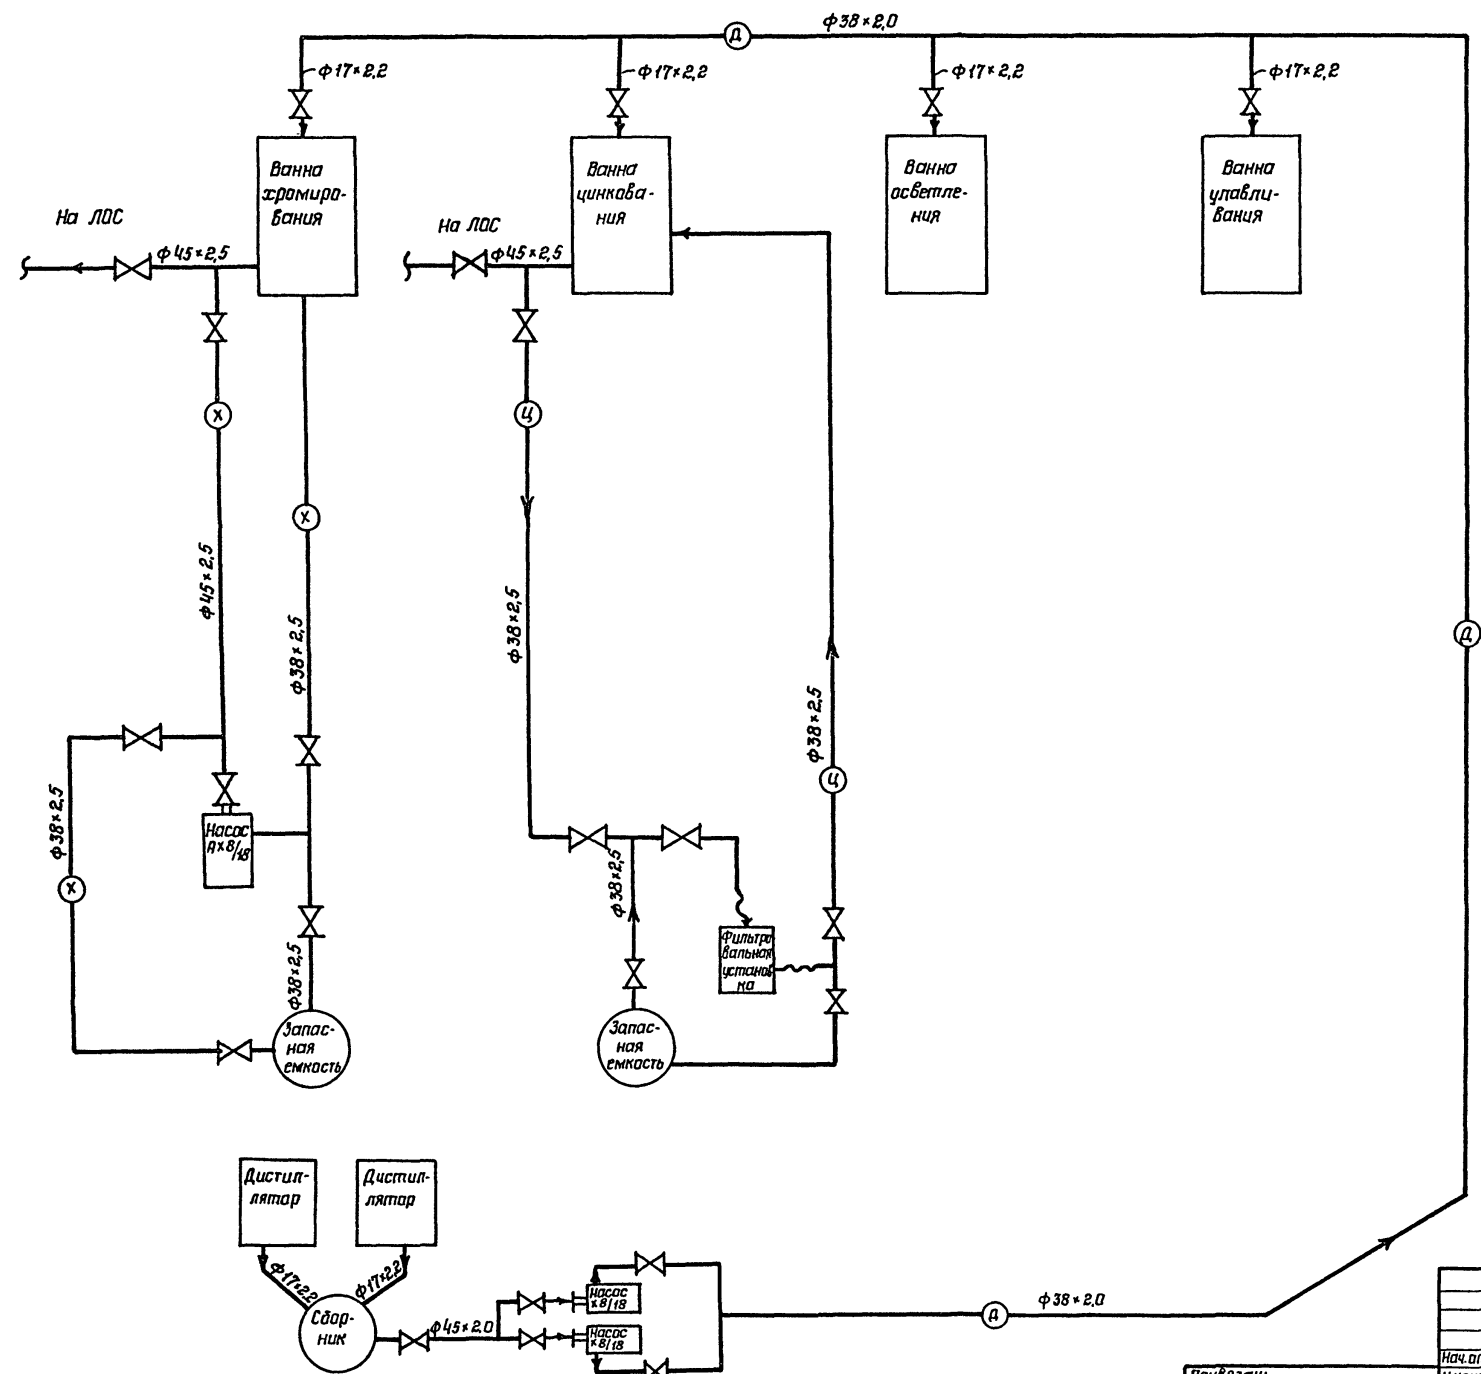 ф38×2,0
Д
ф17×2,2
ф17×2,2
ф17×2,2
ф17×2,2
Ванна
хромиро-
вания
Ванна
цинкова-
ния
Ванна
осветле-
ния
Ванна
улавли-
вания
На ЛОС
ф45×2,5
На ЛОС
ф45×2,5
Х
Ц
Х
ф45×2,5
ф38×2,5
ф38×2,5
Д
ф38×2,5
Ц
ф38×2,5
Х
Насос
АХ8/18
ф38×2,5
ф38×2,5
Фильтро
вальная
установ
ка
Запас-
ная
емкость
Запас-
ная
емкость
Дистил-
лятор
Дистил-
лятор
ф17×2,2
ф17×2,2
Сбор-
ник
ф45×2,0
Насос
х8/18
Насос
х8/18
Д
ф38×2,0
Нач.от